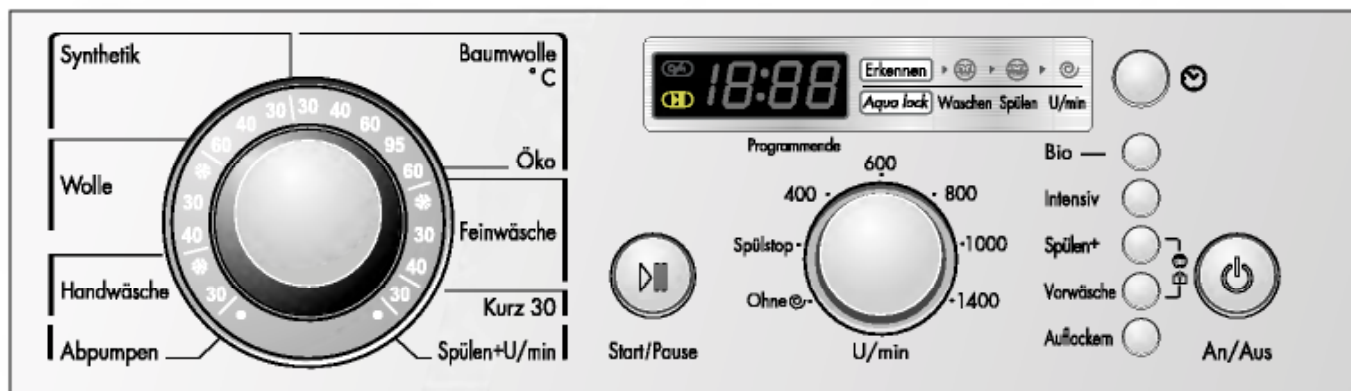 Synthetik
Wolle
Handwäsche
Abpumpen
Baumwolle
°C
Öko
Feinwäsche
Kurz 30
Spülen+U/min
30 40 60 95 60
30 40 30
30 40 60
30 40
30
18:88
Erkennen
Aqua lock Waschen Spülen U/min
Programmende
Start/Pause
Ohne
Spülstop
400
600
800
1000
1400
U/min
Bio
Intensiv
Spülen+
Vorwäsche
Auflockern
An/Aus